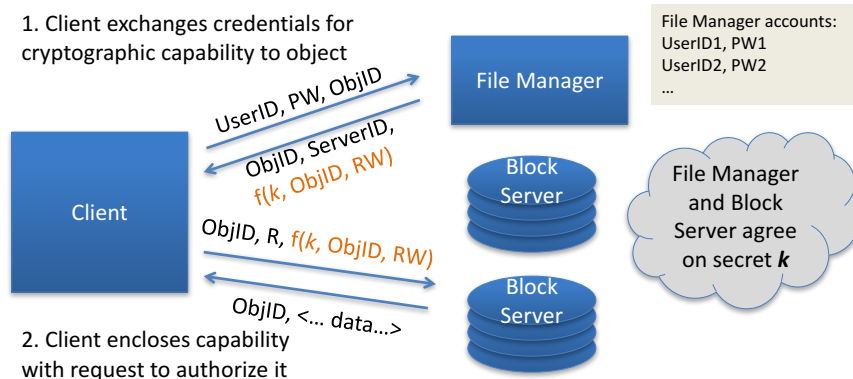 1. Client exchanges credentials for
cryptographic capability to object
File Manager accounts:
UserID1, PW1
UserID2, PW2
…
File Manager
UserID, PW, ObjID
ObjID, ServerID,
f(k, ObjID, RW)
Client
Block
Server
File Manager
and Block
Server agree
on secret k
ObjID, R, f(k, ObjID, RW)
ObjID, <… data…>
Block
Server
2. Client encloses capability
with request to authorize it